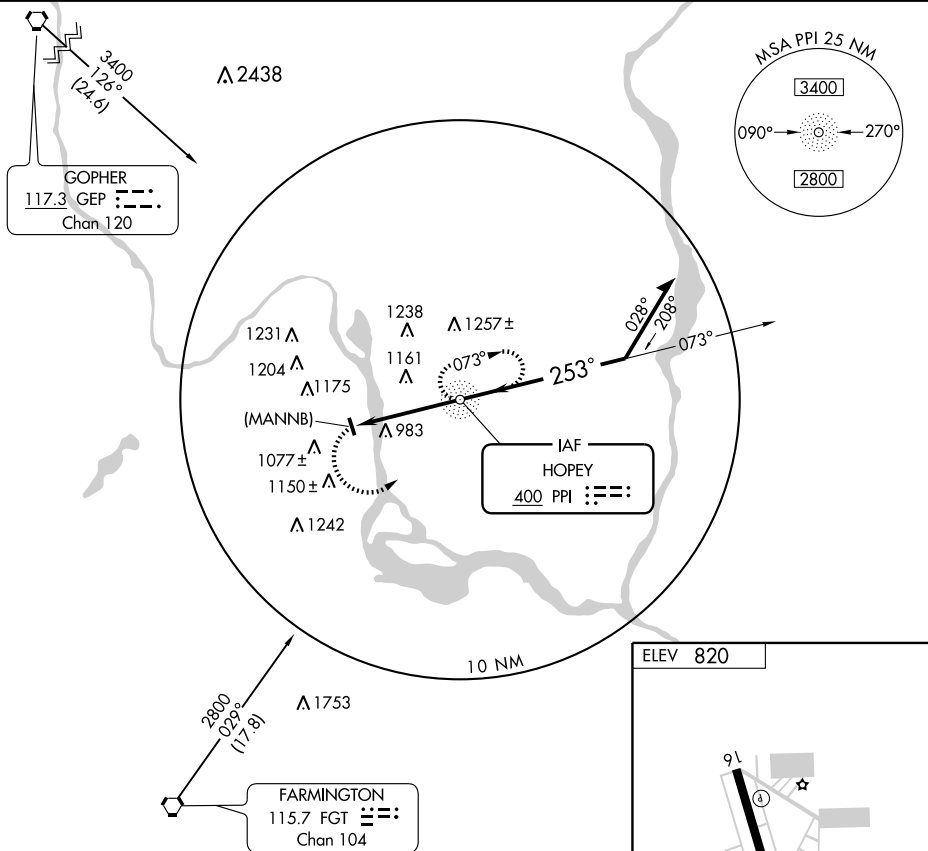 3400
126°
(24.6)
2438
MSA PPI 25 NM
3400
090°
270°
2800
GOPHER
117.3 GEP
Chan 120
1231
1204
1175
1238
1161
1257±
073°
253°
028°
208°
073°
(MANNB)
983
1077±
1150±
1242
IAF
HOPEY
400 PPI
10 NM
2800
029°
(17.8)
1753
FARMINGTON
115.7 FGT
Chan 104
ELEV 820
16
P